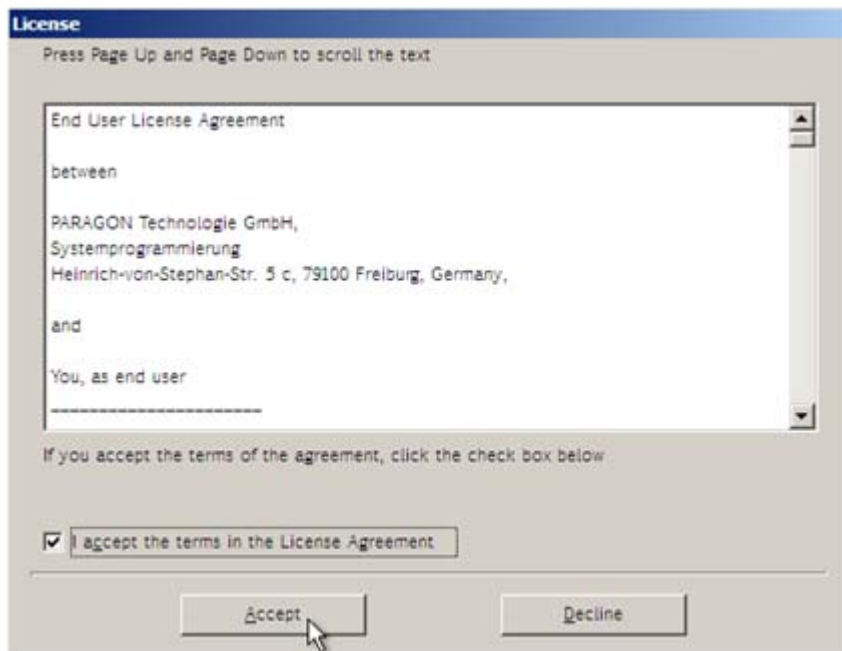 License
Press Page Up and Page Down to scroll the text
End User License Agreement
between
PARAGON Technologie GmbH,
Systemprogrammierung
Heinrich-von-Stephan-Str. 5 c, 79100 Freiburg, Germany,
and
You, as end user
----------------------
If you accept the terms of the agreement, click the check box below
I accept the terms in the License Agreement
Accept
Decline